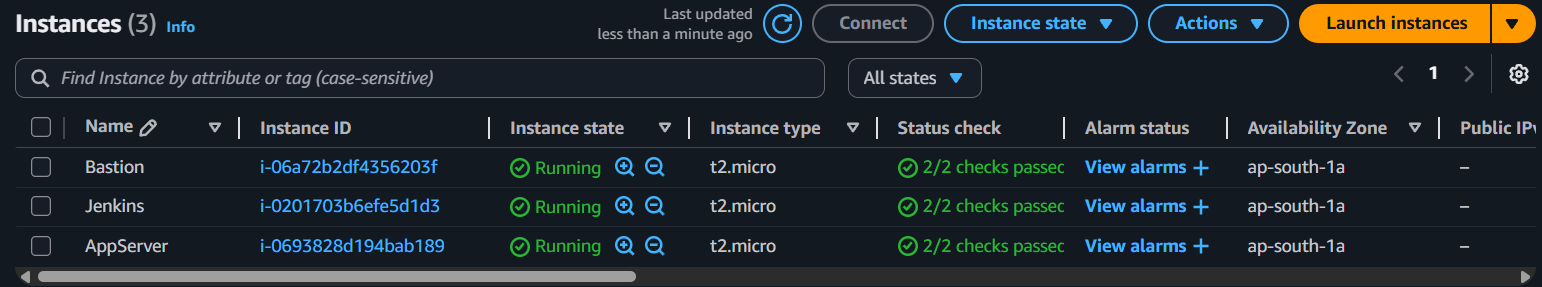 Instances (3) Info
Last updated
less than a minute ago
Connect
Instance state
Actions
Launch instances
Find Instance by attribute or tag (case-sensitive)
All states
1
Name Instance ID Instance state Instance type Status check Alarm status Availability Zone Public IPv
Bastion i-06a72b2df4356203f Running t2.micro 2/2 checks passec View alarms + ap-south-1a –
Jenkins i-0201703b6efe5d1d3 Running t2.micro 2/2 checks passec View alarms + ap-south-1a –
AppServer i-0693828d194bab189 Running t2.micro 2/2 checks passec View alarms + ap-south-1a –